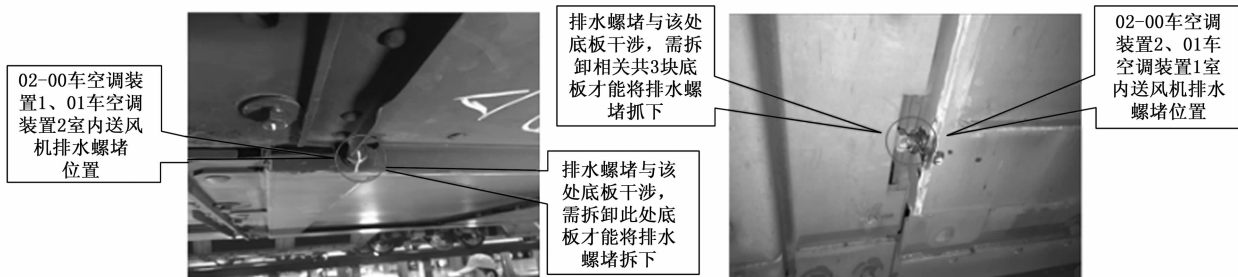 02-00车空调装
置1、01车空调
装置2室内送风
机排水螺堵
位置
排水螺堵与该
处底板干涉，
需拆卸此处底
板才能将排水
螺堵拆下
排水螺堵与该处
底板干涉，需拆
卸相关共3块底
板才能将排水螺
堵抓下
02-00车空调
装置2、01车
空调装置1室
内送风机排水
螺堵位置